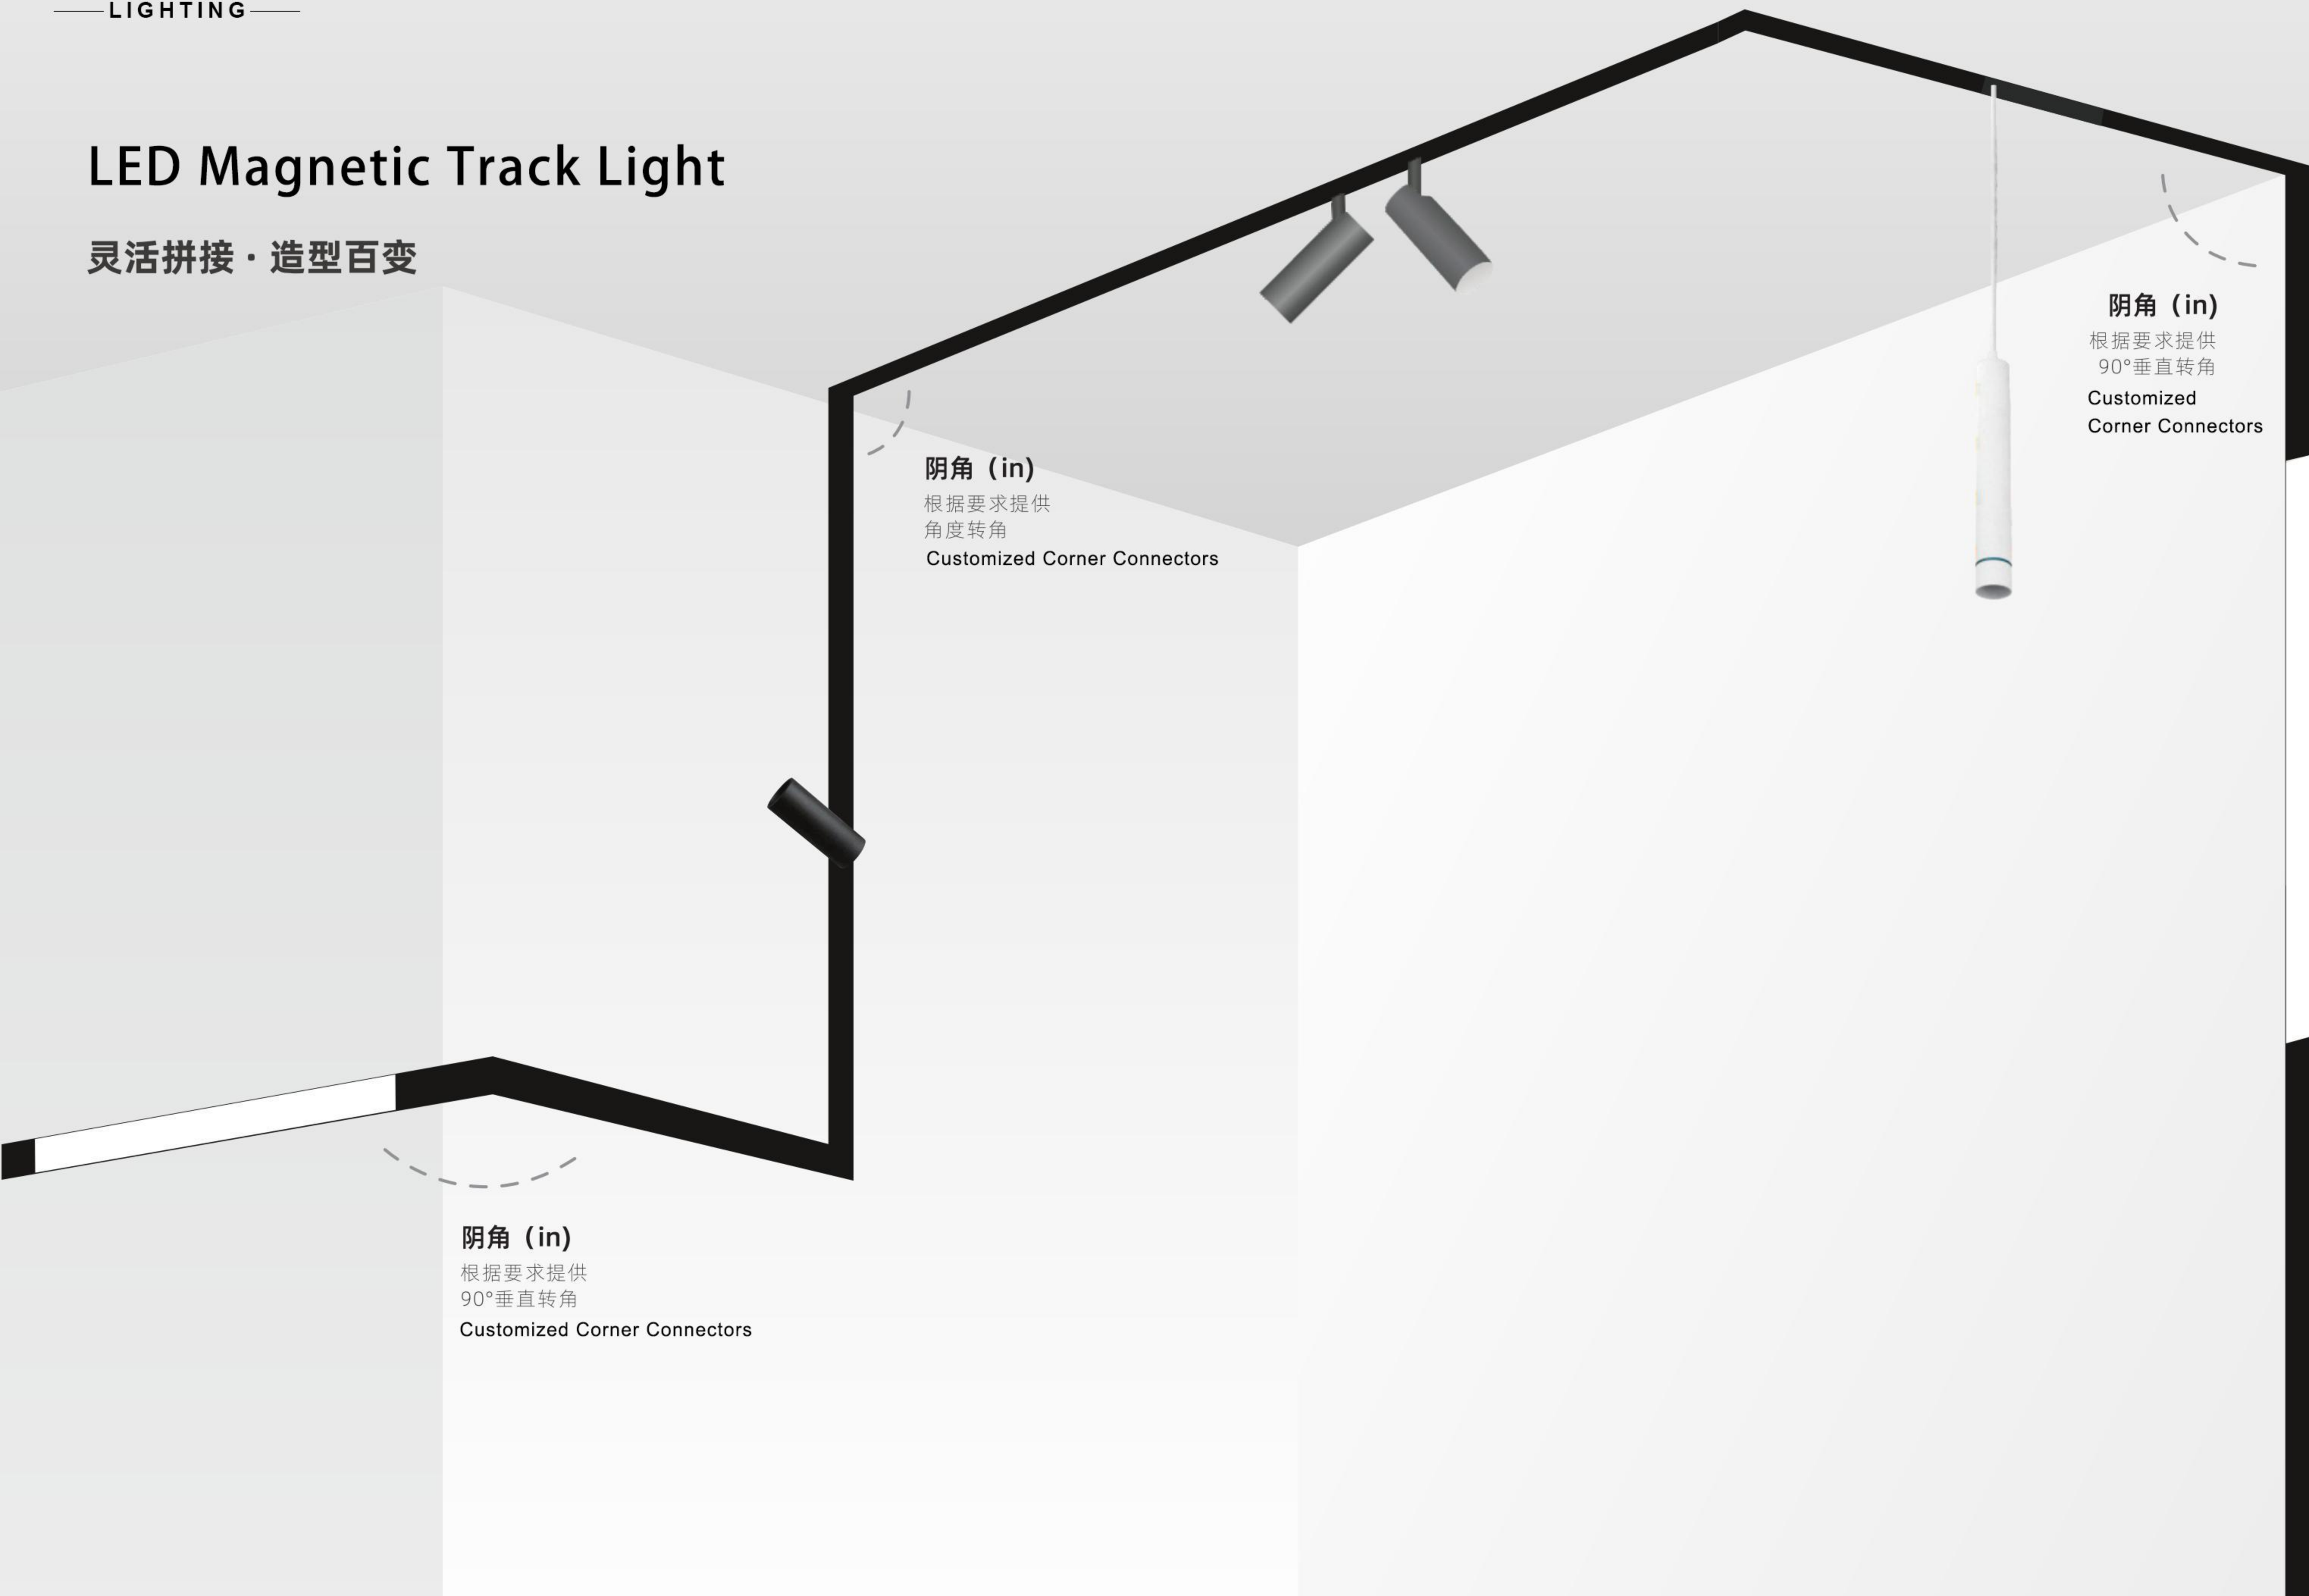 LIGHTING
LED Magnetic Track Light
灵活拼接·造型百变
阴角（in)
根据要求提供
90°垂直转角
Customized
Corner Connectors
阴角（in)
根据要求提供
角度转角
Customized Corner Connectors
阴角（in)
根据要求提供
90°垂直转角
Customized Corner Connectors